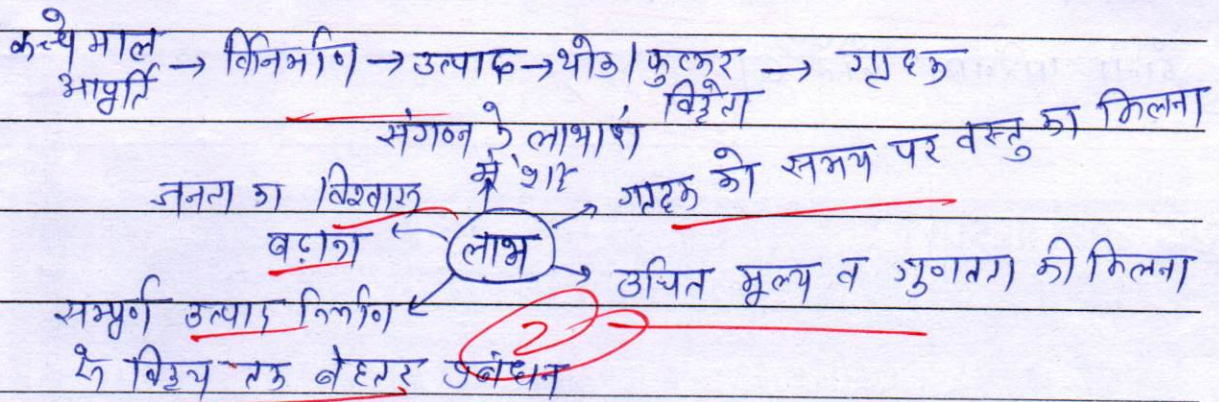 कच्चे माल → विनिर्माण → उत्पाद → थोक / फुटकर → ग्राहक
आपूर्ति विक्रेता
संगठन के लाभांश
में वृद्धि ग्राहक को समय पर वस्तु का मिलना
जनता का विश्वास
बढ़ाना लाभ
उचित मूल्य व गुणवत्ता की मिलना
सम्पूर्ण उत्पाद निर्माण
से विक्रय तक बेहतर प्रबंधन
2